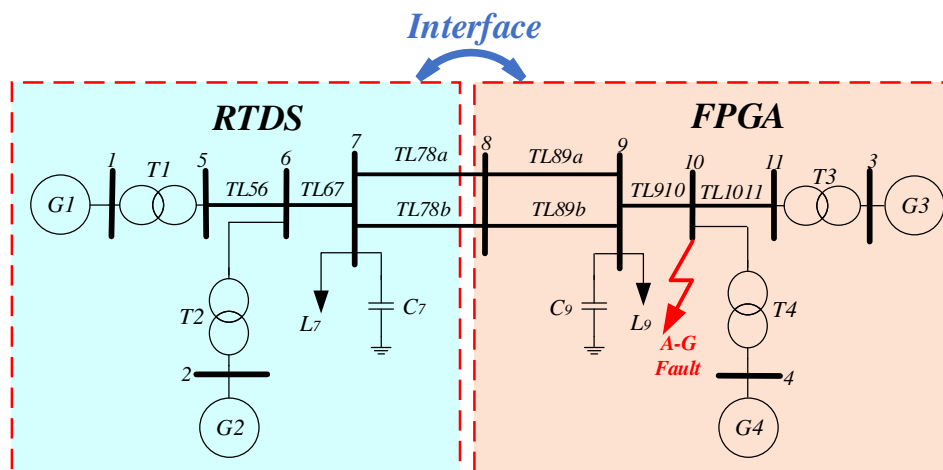 Interface
RTDS
FPGA
1
T1
5
6
7
TL78a
8
TL89a
9
10
11
T3
3
G1
TL56
TL67
TL910
TL1011
G3
TL78b
TL89b
T2
L7
C7
C9
L9
T4
A-G
Fault
2
4
G2
G4